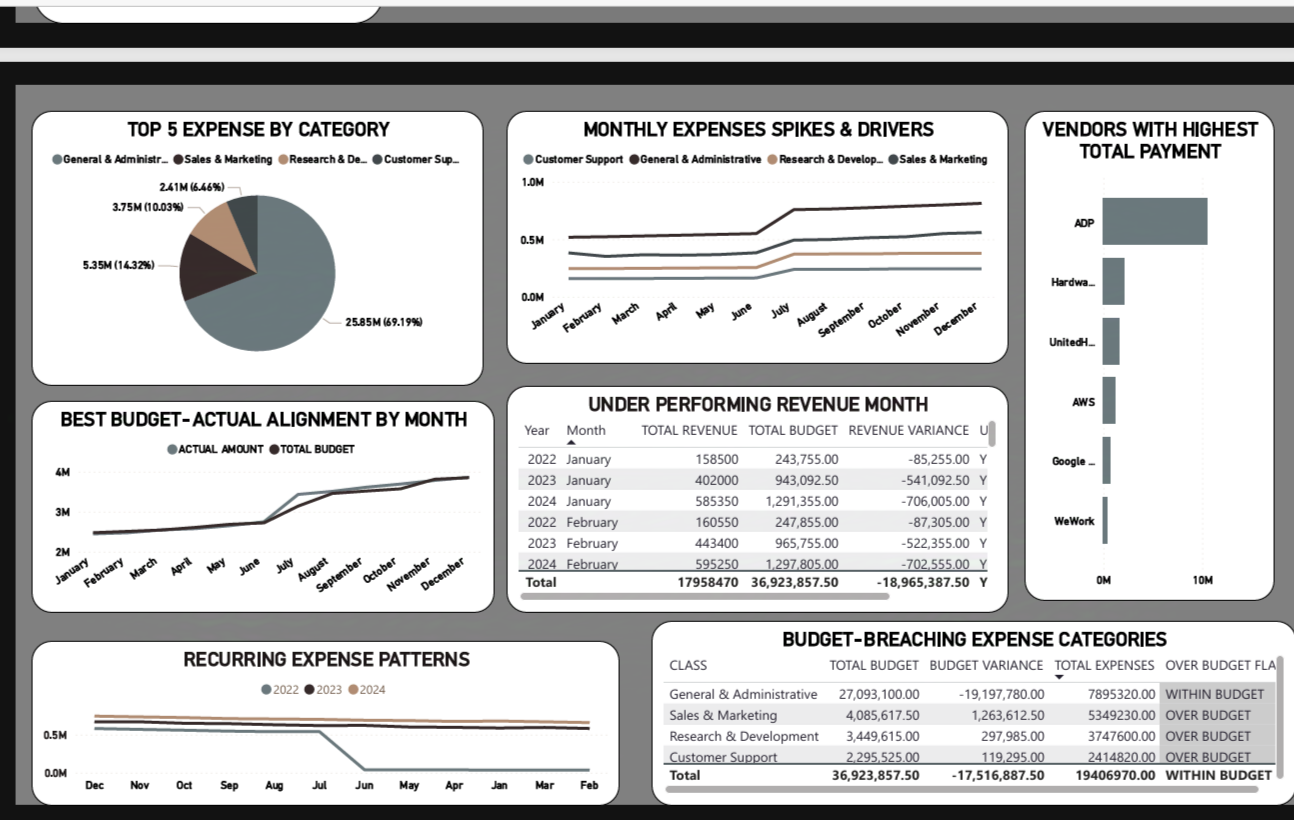 TOP 5 EXPENSE BY CATEGORY
General & Administr... Sales & Marketing Research & De... Customer Sup...
2.41M (6.46%)
3.75M (10.03%)
5.35M (14.32%)
25.85M (69.19%)
MONTHLY EXPENSES SPIKES & DRIVERS
Customer Support General & Administrative Research & Develop... Sales & Marketing
1.0M
0.5M
0.0M
January February March April May June July August September October November December
VENDORS WITH HIGHEST
TOTAL PAYMENT
ADP
Hardwa...
UnitedH...
AWS
Google ...
WeWork
0M 10M
BEST BUDGET-ACTUAL ALIGNMENT BY MONTH
ACTUAL AMOUNT TOTAL BUDGET
4M
3M
2M
January February March April May June July August September October November December
UNDER PERFORMING REVENUE MONTH
Year Month TOTAL REVENUE TOTAL BUDGET REVENUE VARIANCE U
2022 January 158500 243,755.00 -85,255.00 Y
2023 January 402000 943,092.50 -541,092.50 Y
2024 January 585350 1,291,355.00 -706,005.00 Y
2022 February 160550 247,855.00 -87,305.00 Y
2023 February 443400 965,755.00 -522,355.00 Y
2024 February 595250 1,297,805.00 -702,555.00 Y
Total 17958470 36,923,857.50 -18,965,387.50 Y
RECURRING EXPENSE PATTERNS
2022 2023 2024
0.5M
0.0M
Dec Nov Oct Sep Aug Jul Jun May Apr Jan Mar Feb
BUDGET-BREACHING EXPENSE CATEGORIES
CLASS TOTAL BUDGET BUDGET VARIANCE TOTAL EXPENSES OVER BUDGET FLA
General & Administrative 27,093,100.00 -19,197,780.00 7895320.00 WITHIN BUDGET
Sales & Marketing 4,085,617.50 1,263,612.50 5349230.00 OVER BUDGET
Research & Development 3,449,615.00 297,985.00 3747600.00 OVER BUDGET
Customer Support 2,295,525.00 119,295.00 2414820.00 OVER BUDGET
Total 36,923,857.50 -17,516,887.50 19406970.00 WITHIN BUDGET